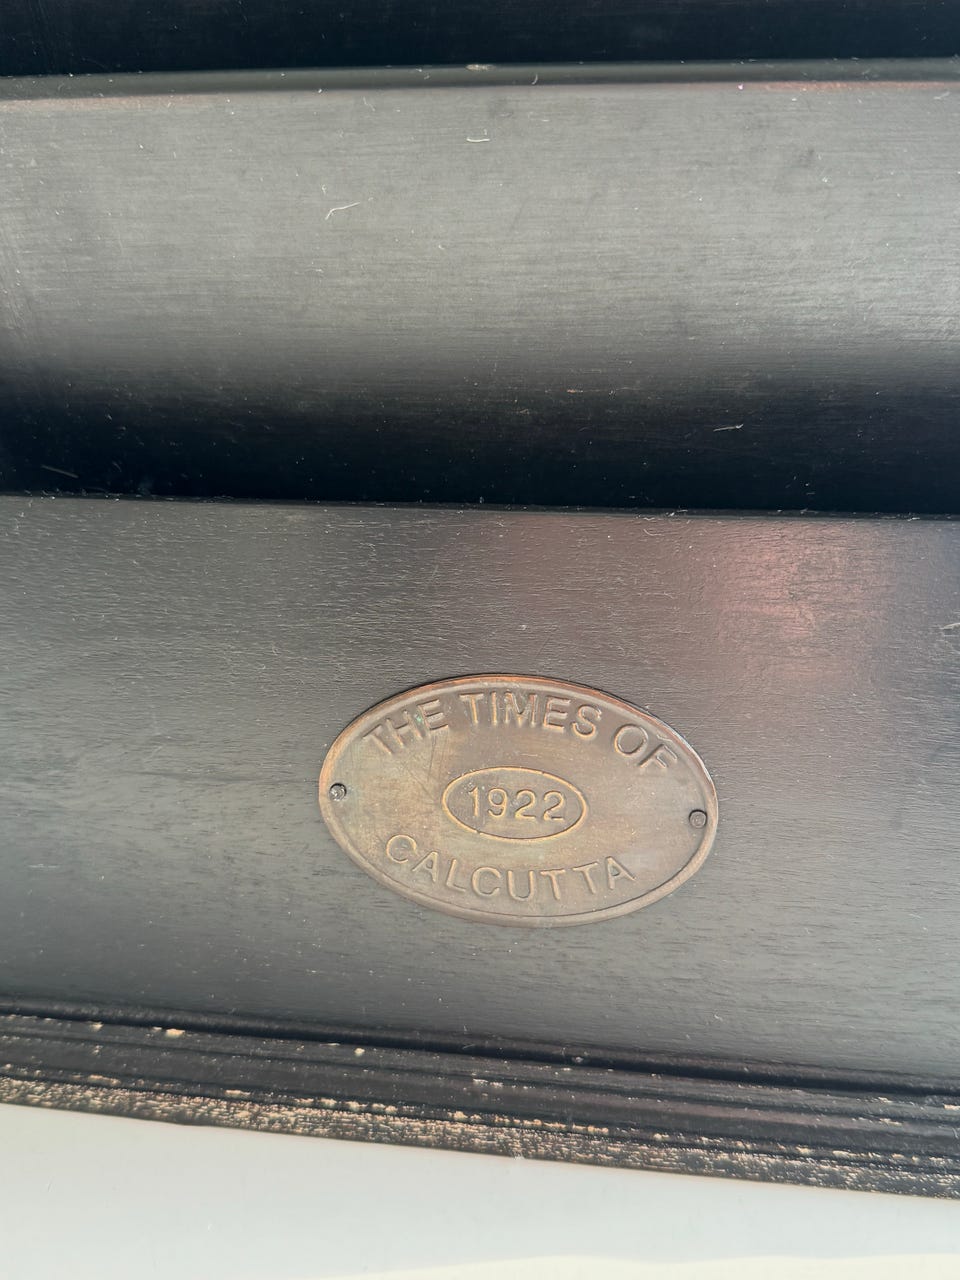 THE TIMES OF
1922
CALCUTTA